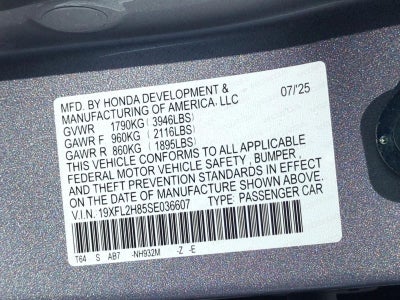 MFD. BY HONDA DEVELOPMENT & 07/'25
MANUFACTURING OF AMERICA, LLC
GVWR 1790KG ( 3946LBS)
GAWR F 960KG ( 2116LBS)
GAWR R 860KG ( 1895LBS)
THIS VEHICLE CONFORMS TO ALL APPLICABLE
FEDERAL MOTOR VEHICLE SAFETY , BUMPER,
AND THEFT PREVENTION STANDARDS IN EFFECT
ON THE DATE OF MANUFACTURE SHOWN ABOVE.
V.I.N. 19XFL2H85SE036607 TYPE: PASSENGER CAR
T64 S AB7 -NH932M -Z -E